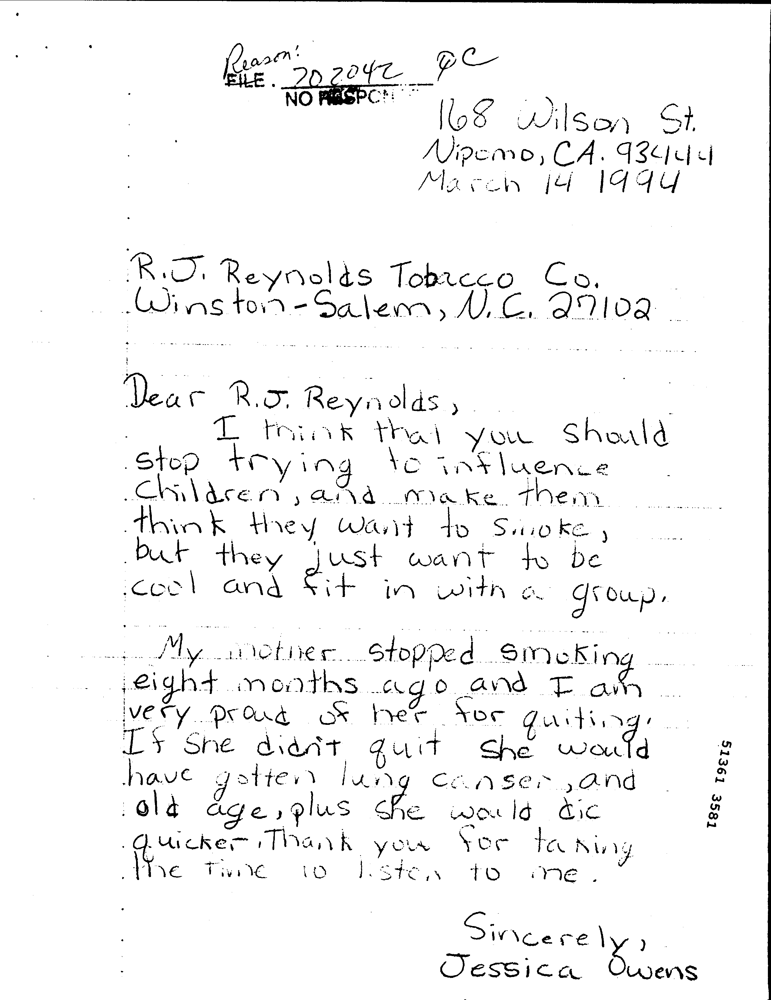 Reason:
FILE. 702042 QC
NO RESPON
168 Wilson St.
Nipomo, CA. 93444
March 14 1994
R.J. Reynolds Tobacco Co.
Winston-Salem, N.C. 27102
Dear R.J. Reynolds,
I think that you should
stop trying to influence
children, and make them
think they want to smoke,
but they just want to be
cool and fit in with a group.
My mother stopped smoking
eight months ago and I am
very proud of her for quiting.
If she didn't quit she would
have gotten lung canser, and
old age, plus she would die
quicker. Thank you for taking
the time to listen to me.
Sincerely,
Jessica Owens
51361 3581